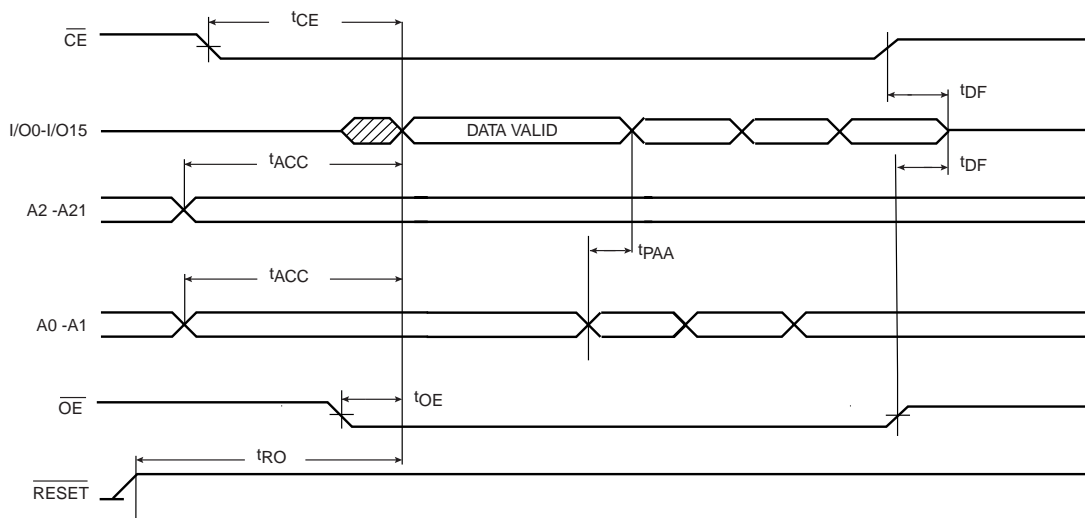 tCE
CE
tDF
I/O0-I/O15
DATA VALID
tACC
tDF
A2 -A21
tPAA
tACC
A0 -A1
tOE
OE
tRO
RESET